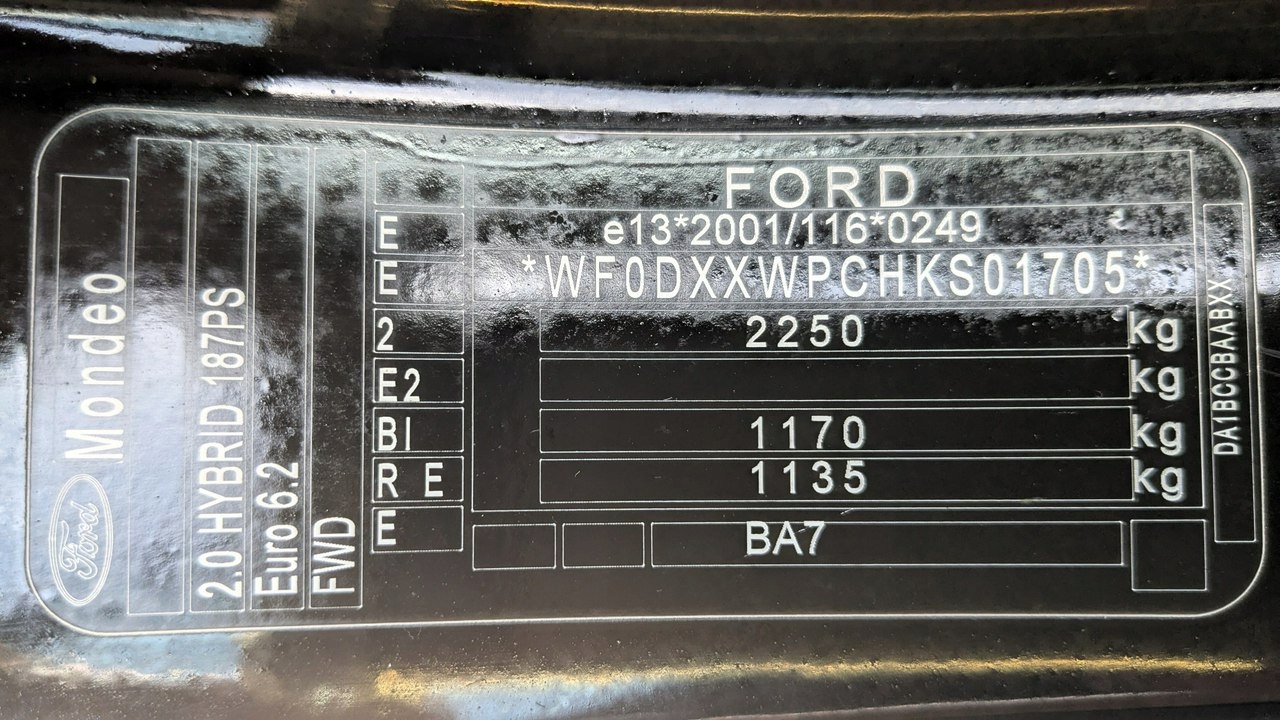 Ford
Mondeo
2.0 HYBRID 187PS
Euro 6.2
FWD
FORD
E e13*2001/116*0249
E *WF0DXXWPCHKS01705*
2 2250 kg
E2 kg
BI 1170 kg
R E 1135 kg
E BA7
DA1BCCBAABXX